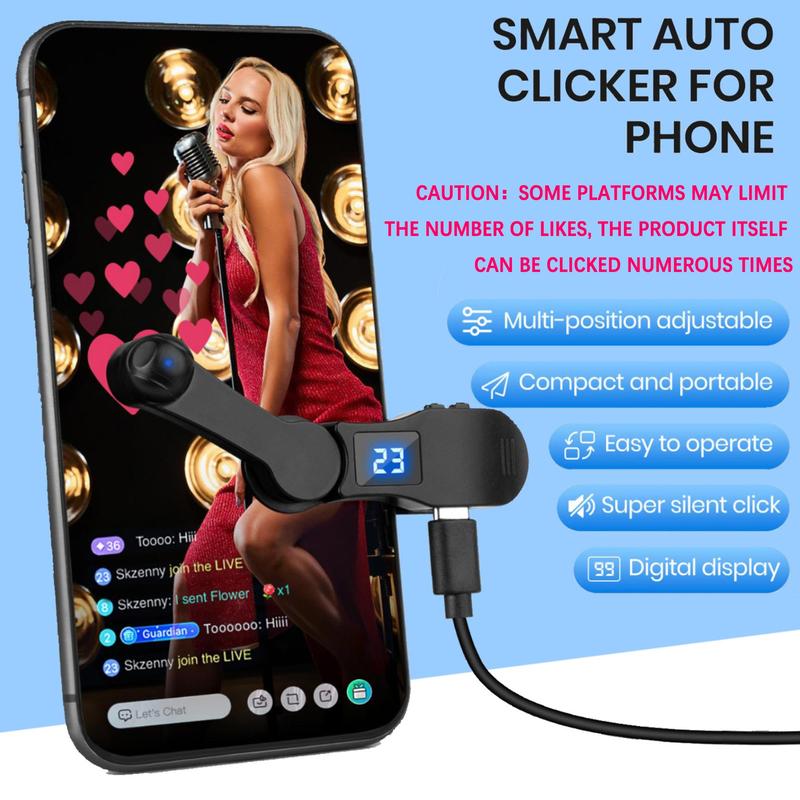 SMART AUTO
CLICKER FOR
PHONE
CAUTION: SOME PLATFORMS MAY LIMIT
THE NUMBER OF LIKES, THE PRODUCT ITSELF
CAN BE CLICKED NUMEROUS TIMES
Multi-position adjustable
Compact and portable
Easy to operate
Super silent click
99 Digital display
23
36 Toooo: Hiii
23 Skzenny join the LIVE
8 Skzenny: I sent Flower x1
2 Guardian Toooooo: Hiiii
23 Skzenny join the LIVE
Let's Chat